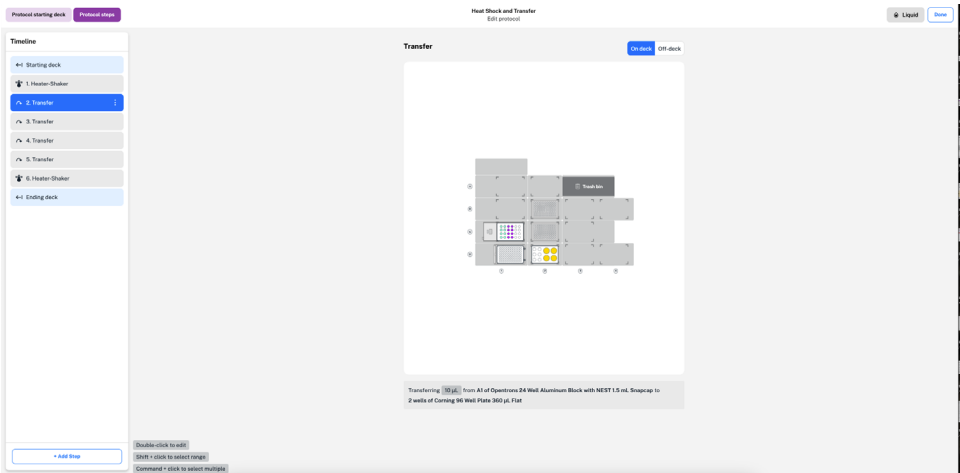 Protocol starting deck
Protocol steps
Heat Shock and Transfer
Edit protocol
Liquid
Done
Timeline
Starting deck
1. Heater-Shaker
2. Transfer
3. Transfer
4. Transfer
5. Transfer
6. Heater-Shaker
Ending deck
+ Add Step
Transfer
On deck
Off-deck
Trash bin
Transferring 10 µL from A1 of Opentrons 24 Well Aluminum Block with NEST 1.5 mL Snapcap to
2 wells of Corning 96 Well Plate 360 µL Flat
Double-click to edit
Shift + click to select range
Command + click to select multiple